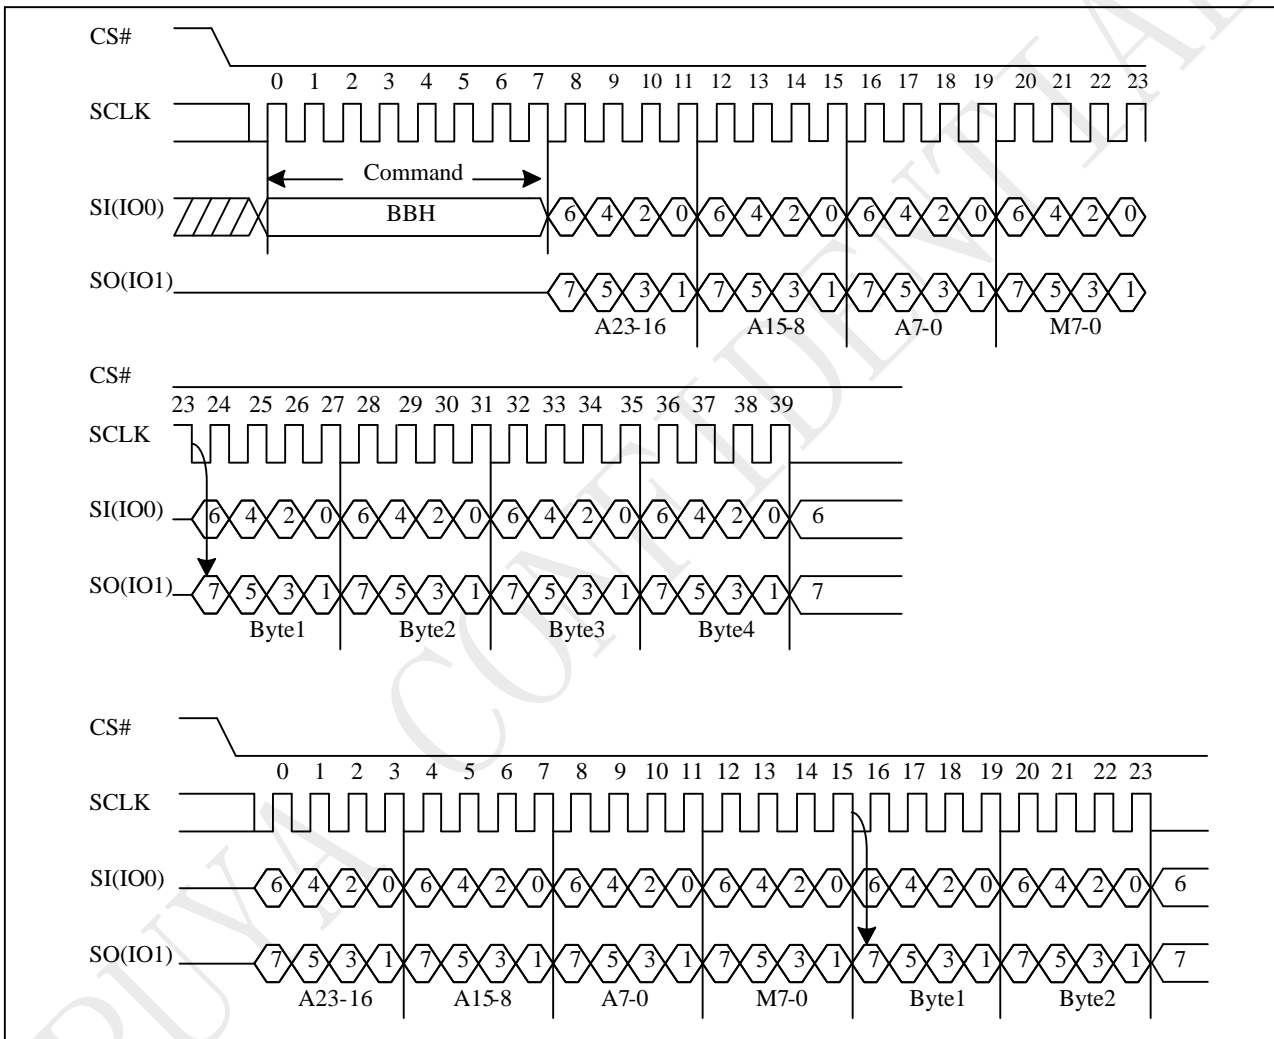 CS#
0 1 2 3 4 5 6 7 8 9 10 11 12 13 14 15 16 17 18 19 20 21 22 23
SCLK
Command
SI(IO0) BBH 6 4 2 0 6 4 2 0 6 4 2 0 6 4 2 0
SO(IO1) 7 5 3 1 7 5 3 1 7 5 3 1 7 5 3 1
A23-16 A15-8 A7-0 M7-0
CS#
23 24 25 26 27 28 29 30 31 32 33 34 35 36 37 38 39
SCLK
SI(IO0) 6 4 2 0 6 4 2 0 6 4 2 0 6 4 2 0 6
SO(IO1) 7 5 3 1 7 5 3 1 7 5 3 1 7 5 3 1 7
Byte1 Byte2 Byte3 Byte4
CS#
0 1 2 3 4 5 6 7 8 9 10 11 12 13 14 15 16 17 18 19 20 21 22 23
SCLK
SI(IO0) 6 4 2 0 6 4 2 0 6 4 2 0 6 4 2 0 6 4 2 0 6 4 2 0 6
SO(IO1) 7 5 3 1 7 5 3 1 7 5 3 1 7 5 3 1 7 5 3 1 7 5 3 1 7
A23-16 A15-8 A7-0 M7-0 Byte1 Byte2
PUYA CONFIDENTIAL